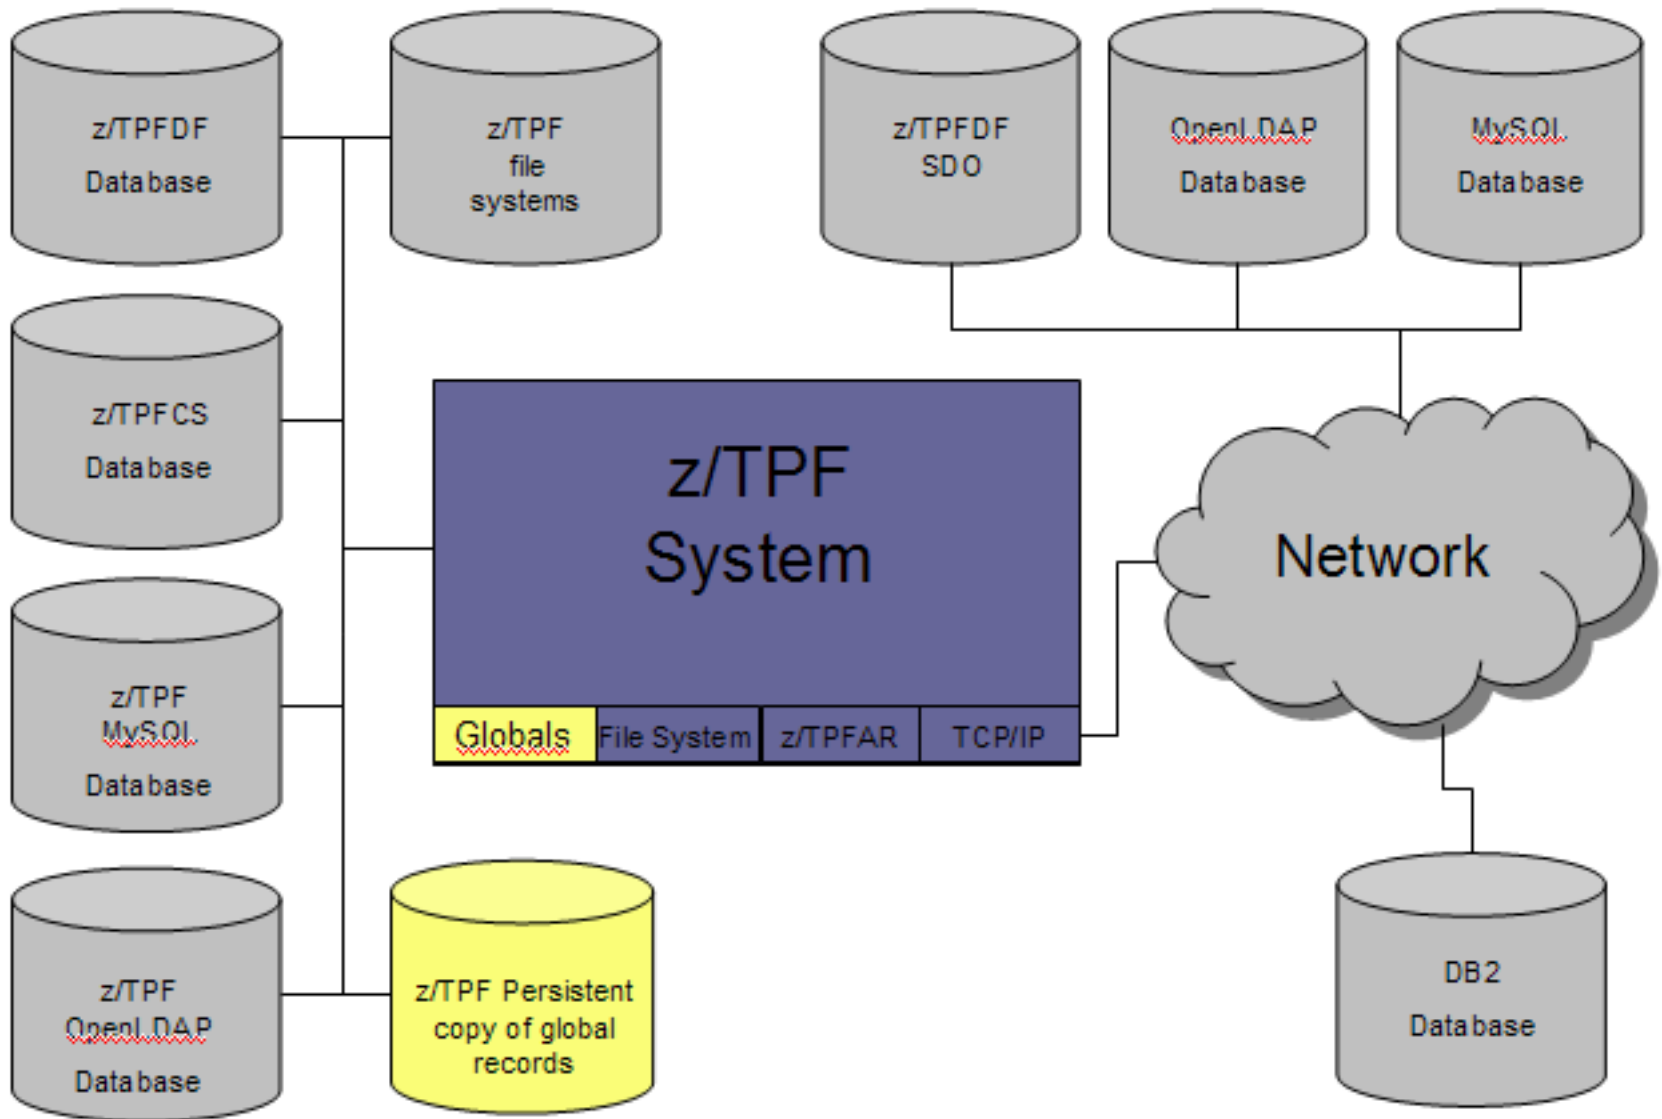 z/TPFDF
Database
z/TPF
file
systems
z/TPFDF
SDO
OpenLDAP
Database
MySQL
Database
z/TPFCS
Database
z/TPF
System
Network
z/TPF
MySQL
Database
Globals
File System
z/TPFAR
TCP/IP
z/TPF
OpenLDAP
Database
z/TPF Persistent
copy of global
records
DB2
Database